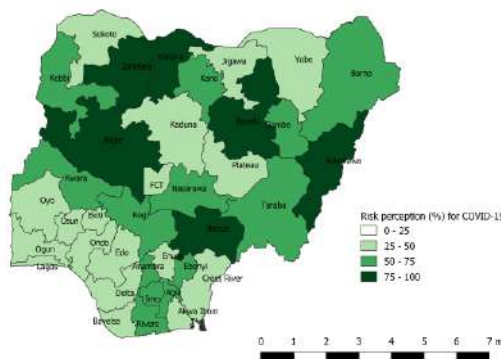 Sokoto
Katsina
Zamfara
Kebbi
Kano
Jigawa
Yobe
Borno
Bauchi
Gombe
Kaduna
Niger
Adamawa
Plateau
FCT
Kwara
Nasarawa
Taraba
Oyo
Kogi
Osun
Ekiti
Benue
Ondo
Ogun
Edo
Enugu
Lagos
Anambra
Ebonyi
Cross River
Delta
Imo
Abia
Akwa Ibom
Bayelsa
Rivers
Risk perception (%) for COVID-19
0 - 25
25 - 50
50 - 75
75 - 100
0 1 2 3 4 5 6 7 m